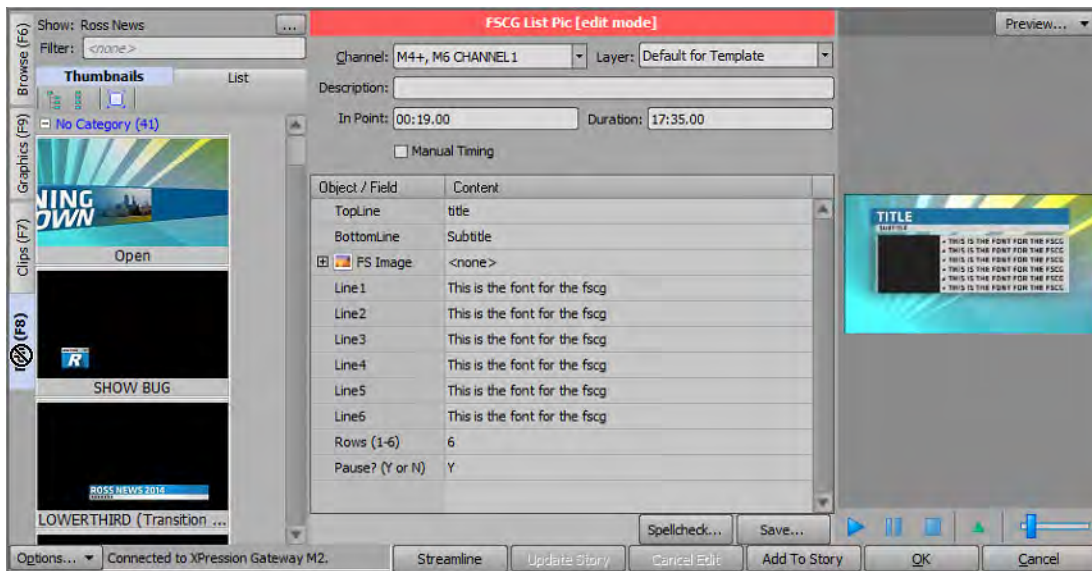 Show: Ross News
...
Filter: <none>
Thumbnails List
No Category (41)
NING
OWN
Open
R
SHOW BUG
ROSS NEWS 2014
LOWERTHIRD (Transition ...
Browse (F6)
Graphics (F9)
Clips (F7)
(F8)
FSCG List Pic [edit mode]
Channel: M4+, M6 CHANNEL1 Layer: Default for Template
Description:
In Point: 00:19.00 Duration: 17:35.00
Manual Timing
Object / Field Content
TopLine title
BottomLine Subtitle
FS Image <none>
Line1 This is the font for the fscg
Line2 This is the font for the fscg
Line3 This is the font for the fscg
Line4 This is the font for the fscg
Line5 This is the font for the fscg
Line6 This is the font for the fscg
Rows (1-6) 6
Pause? (Y or N) Y
Spellcheck... Save...
Preview...
TITLE
SUBTITLE
THIS IS THE FONT FOR THE FSCG
THIS IS THE FONT FOR THE FSCG
THIS IS THE FONT FOR THE FSCG
THIS IS THE FONT FOR THE FSCG
THIS IS THE FONT FOR THE FSCG
THIS IS THE FONT FOR THE FSCG
Options... Connected to XPression Gateway M2. Streamline Update Story Cancel Edit Add To Story OK Cancel